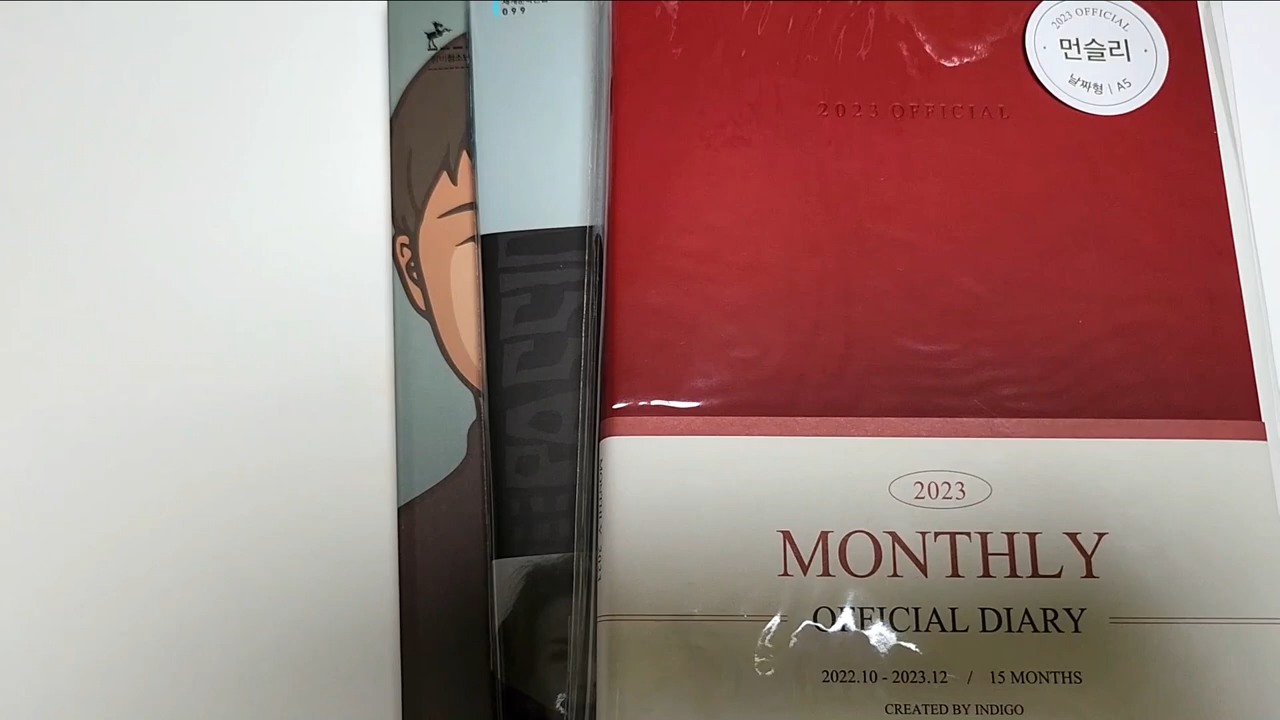 099
2023 OFFICIAL
먼슬리
날짜형 | A5
2023 OFFICIAL
2023
MONTHLY
OFFICIAL DIARY
2022.10 - 2023.12 / 15 MONTHS
CREATED BY INDIGO